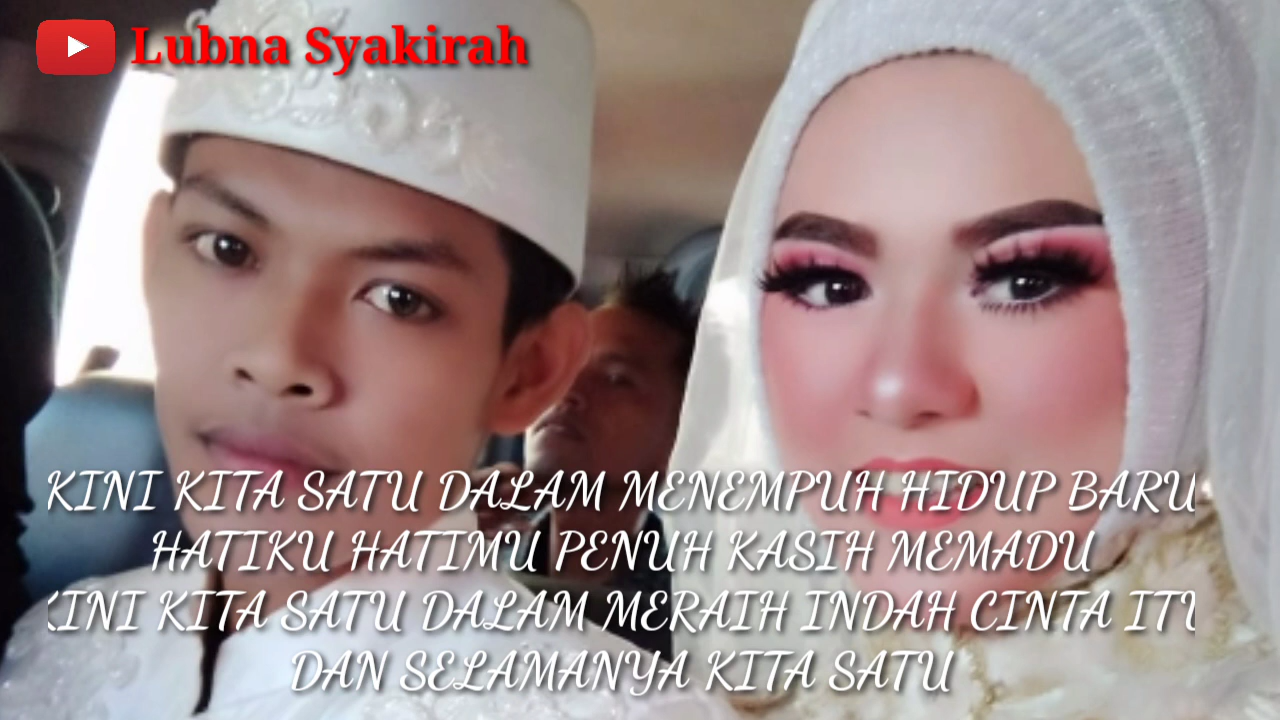 Lubna Syakirah
KINI KITA SATU DALAM MENEMPUH HIDUP BARU
HATIKU HATIMU PENUH KASIH MEMADU
KINI KITA SATU DALAM MERAIH INDAH CINTA ITU
DAN SELAMANYA KITA SATU